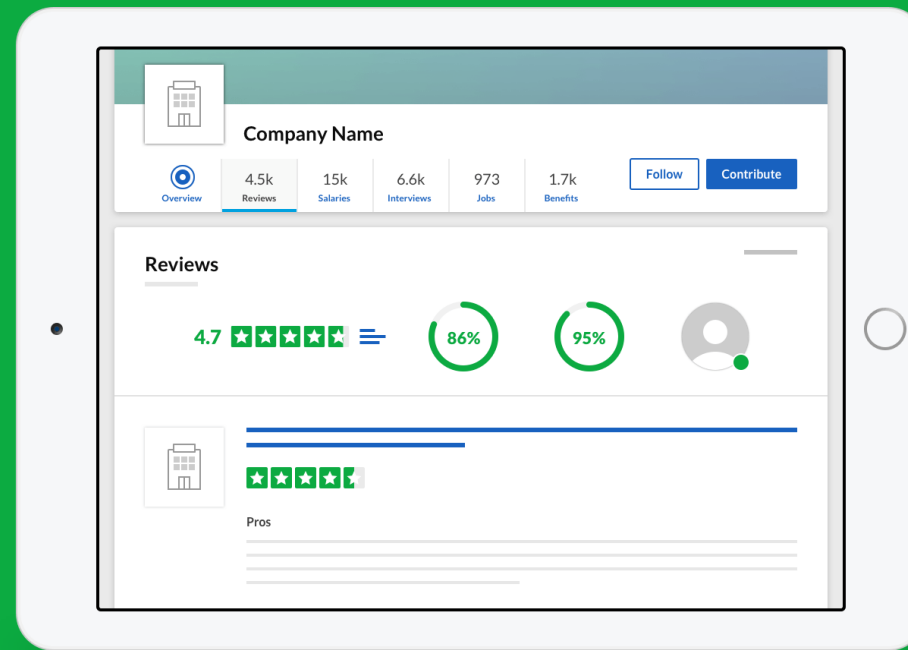 Company Name
4.5k 15k 6.6k 973 1.7k Follow Contribute
Overview Reviews Salaries Interviews Jobs Benefits
Reviews
4.7 86% 95%
Pros